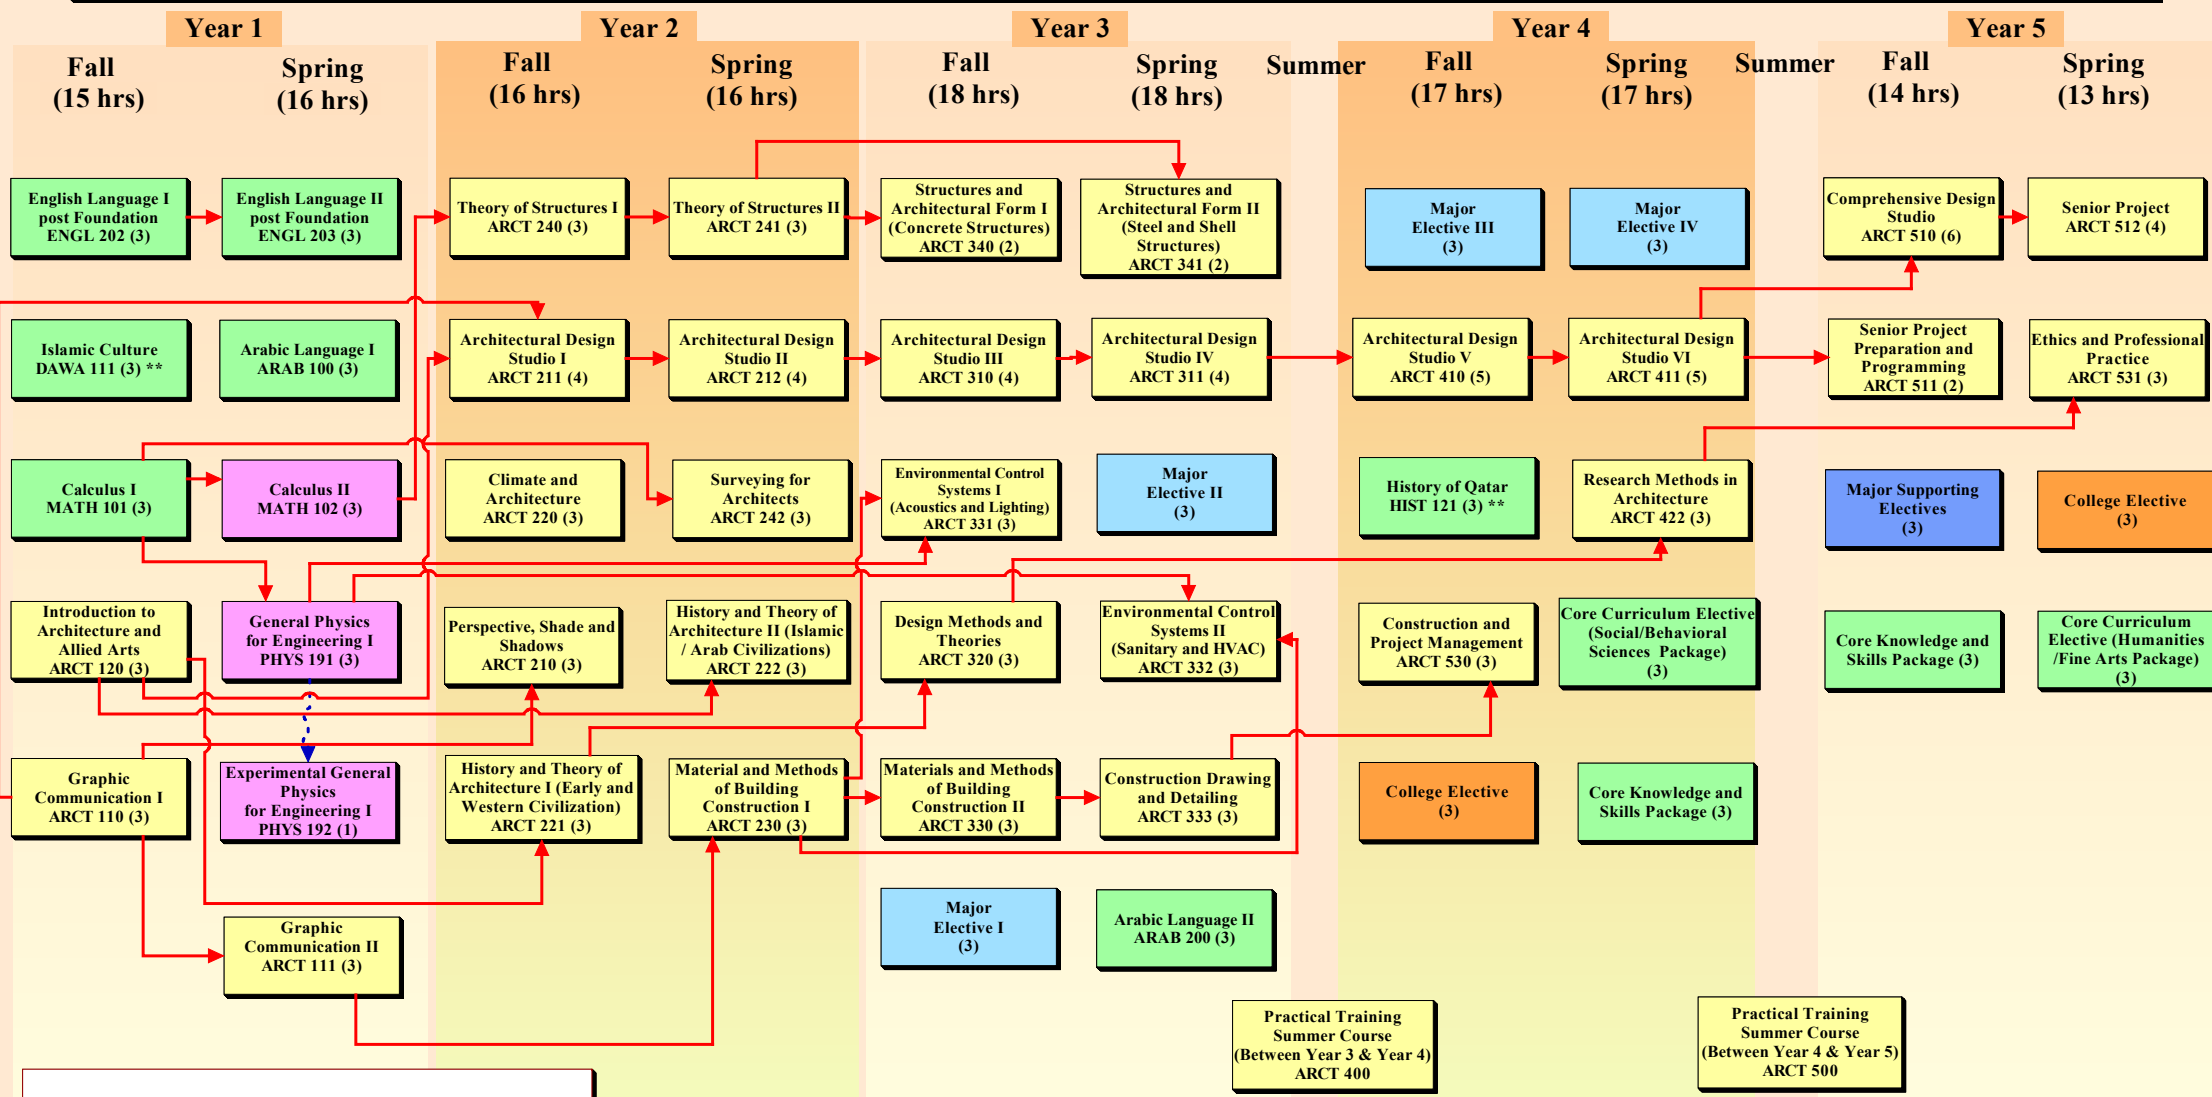 Year 1
Year 2
Year 3
Year 4
Year 5
Fall
(15 hrs)
Spring
(16 hrs)
Fall
(16 hrs)
Spring
(16 hrs)
Fall
(18 hrs)
Spring
(18 hrs)
Summer
Fall
(17 hrs)
Spring
(17 hrs)
Summer
Fall
(14 hrs)
Spring
(13 hrs)
English Language I
post Foundation
ENGL 202 (3)
English Language II
post Foundation
ENGL 203 (3)
Theory of Structures I
ARCT 240 (3)
Theory of Structures II
ARCT 241 (3)
Structures and
Architectural Form I
(Concrete Structures)
ARCT 340 (2)
Structures and
Architectural Form II
(Steel and Shell
Structures)
ARCT 341 (2)
Major
Elective III
(3)
Major
Elective IV
(3)
Comprehensive Design
Studio
ARCT 510 (6)
Senior Project
ARCT 512 (4)
Islamic Culture
DAWA 111 (3) **
Arabic Language I
ARAB 100 (3)
Architectural Design
Studio I
ARCT 211 (4)
Architectural Design
Studio II
ARCT 212 (4)
Architectural Design
Studio III
ARCT 310 (4)
Architectural Design
Studio IV
ARCT 311 (4)
Architectural Design
Studio V
ARCT 410 (5)
Architectural Design
Studio VI
ARCT 411 (5)
Senior Project
Preparation and
Programming
ARCT 511 (2)
Ethics and Professional
Practice
ARCT 531 (3)
Calculus I
MATH 101 (3)
Calculus II
MATH 102 (3)
Climate and
Architecture
ARCT 220 (3)
Surveying for
Architects
ARCT 242 (3)
Environmental Control
Systems I
(Acoustics and Lighting)
ARCT 331 (3)
Major
Elective II
(3)
History of Qatar
HIST 121 (3) **
Research Methods in
Architecture
ARCT 422 (3)
Major Supporting
Electives
(3)
College Elective
(3)
Introduction to
Architecture and
Allied Arts
ARCT 120 (3)
General Physics
for Engineering I
PHYS 191 (3)
Perspective, Shade and
Shadows
ARCT 210 (3)
History and Theory of
Architecture II (Islamic
/ Arab Civilizations)
ARCT 222 (3)
Design Methods and
Theories
ARCT 320 (3)
Environmental Control
Systems II
(Sanitary and HVAC)
ARCT 332 (3)
Construction and
Project Management
ARCT 530 (3)
Core Curriculum Elective
(Social/Behavioral
Sciences Package)
(3)
Core Knowledge and
Skills Package (3)
Core Curriculum
Elective (Humanities
/Fine Arts Package)
(3)
Graphic
Communication I
ARCT 110 (3)
Experimental General
Physics
for Engineering I
PHYS 192 (1)
History and Theory of
Architecture I (Early and
Western Civilization)
ARCT 221 (3)
Material and Methods
of Building
Construction I
ARCT 230 (3)
Materials and Methods
of Building
Construction II
ARCT 330 (3)
Construction Drawing
and Detailing
ARCT 333 (3)
College Elective
(3)
Core Knowledge and
Skills Package (3)
Graphic
Communication II
ARCT 111 (3)
Major
Elective I
(3)
Arabic Language II
ARAB 200 (3)
Practical Training
Summer Course
(Between Year 3 & Year 4)
ARCT 400
Practical Training
Summer Course
(Between Year 4 & Year 5)
ARCT 500